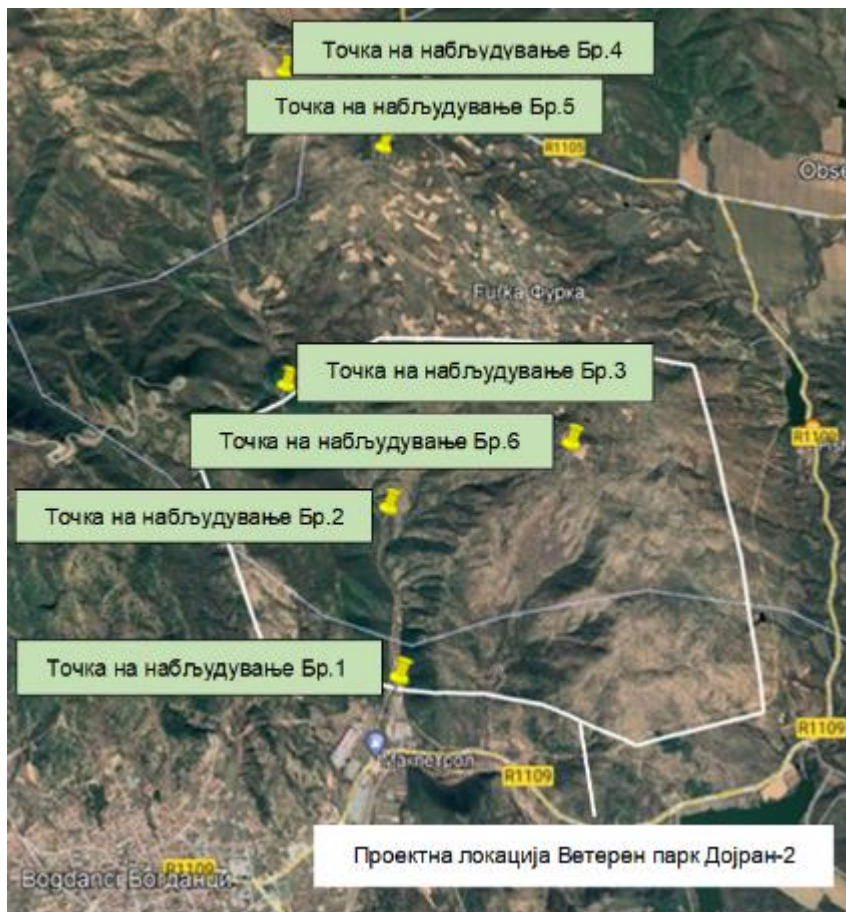 Точка на набљудување Бр.4
Точка на набљудување Бр.5
R1105
Obse
Furka Фурка
Точка на набљудување Бр.3
R1109
Точка на набљудување Бр.6
Точка на набљудување Бр.2
Точка на набљудување Бр.1
R1109
Макпетрол
R1109
Проектна локација Ветерен парк Дојран-2
R1109
Bogdanci Богданци